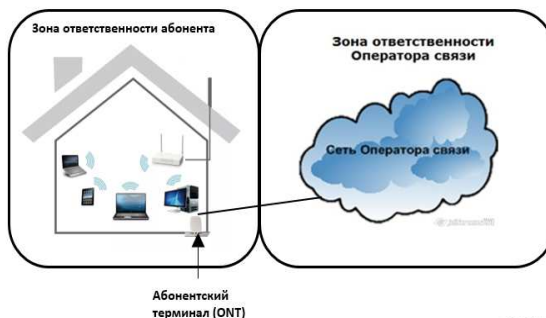 Зона ответственности абонента
Зона ответственности
Оператора связи
Сеть Оператора связи
Абонентский
терминал (ONT)